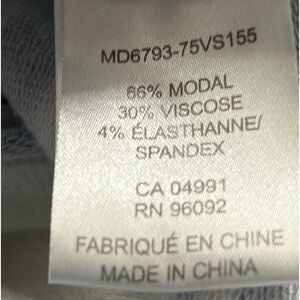 MD6793-75VS155
66% MODAL
30% VISCOSE
4% ÉLASTHANNE/
SPANDEX
CA 04991
RN 96092
FABRIQUÉ EN CHINE
MADE IN CHINA